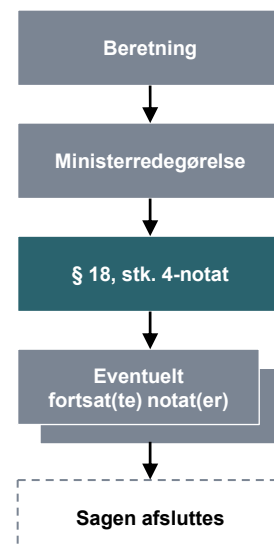 Beretning
Ministerredegørelse
§ 18, stk. 4-notat
Eventuelt
fortsat(te) notat(er)
Sagen afsluttes